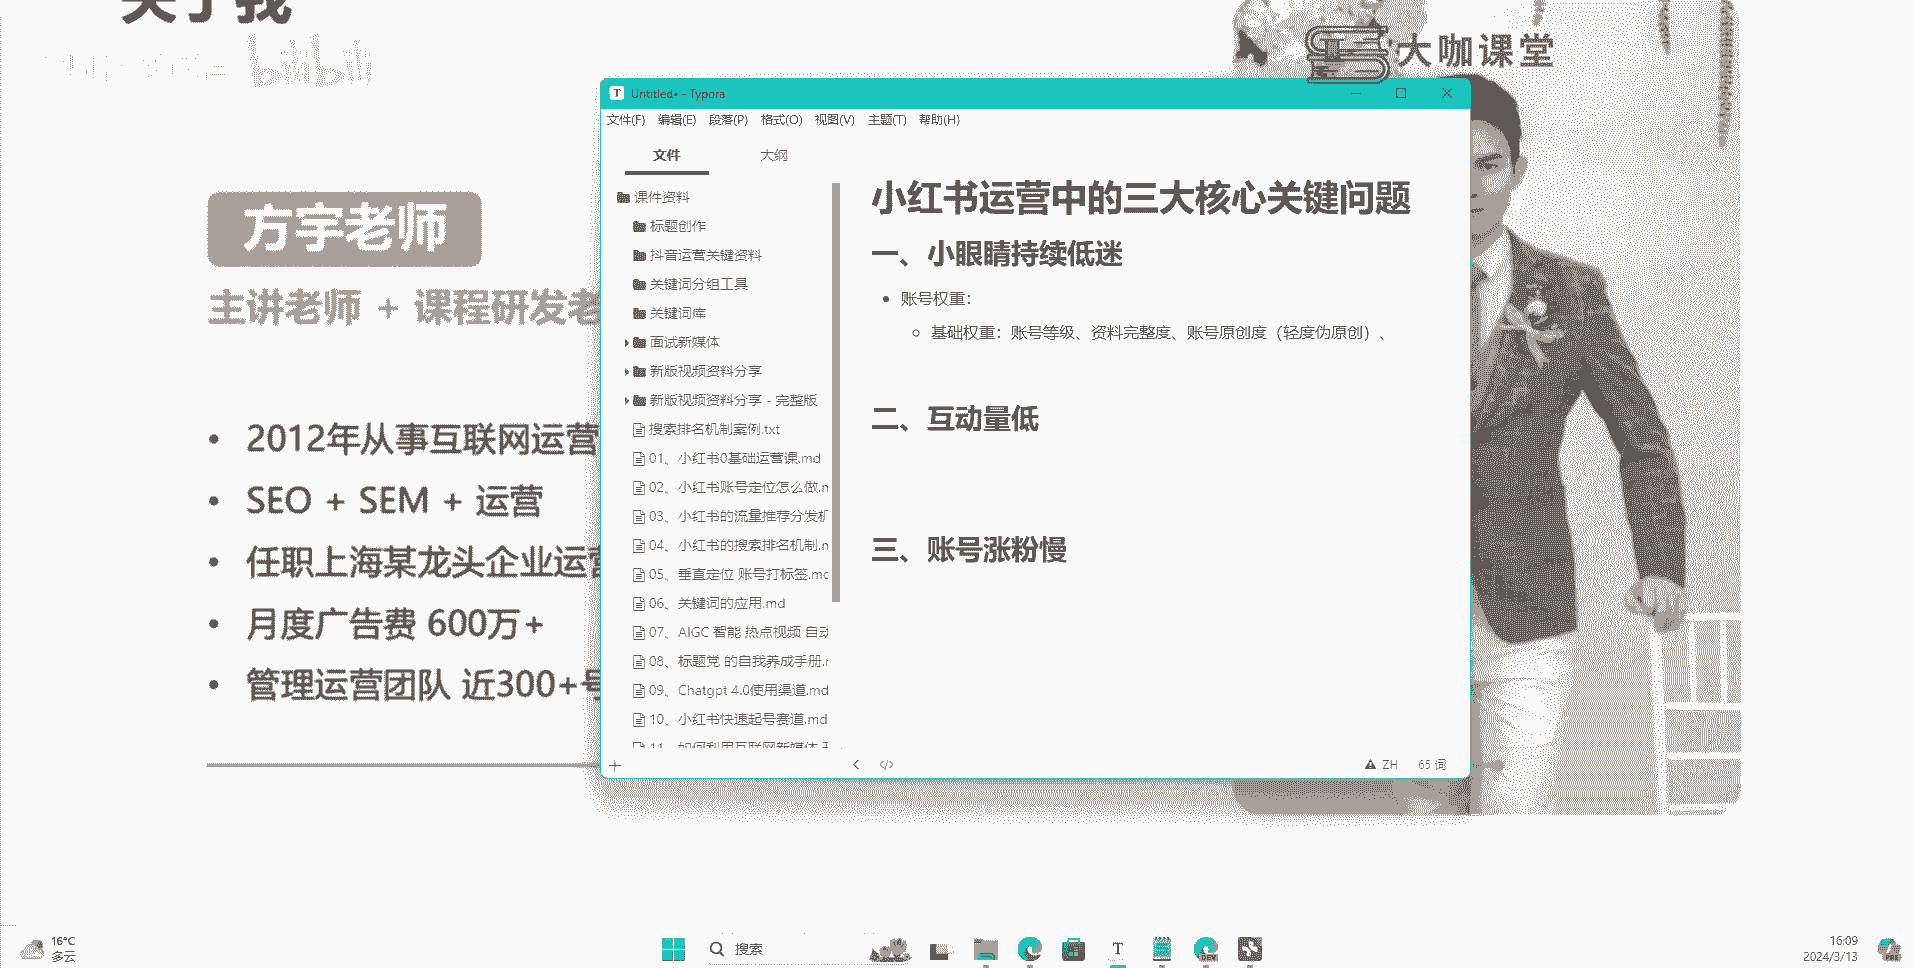 关于我
bilibili
大咖课堂
方宇老师
主讲老师 + 课程研发老
2012年从事互联网运营
SEO + SEM + 运营
任职上海某龙头企业运营
月度广告费 600万+
管理运营团队 近300+号
Untitled• - Typora
文件(F) 编辑(E) 段落(P) 格式(O) 视图(V) 主题(T) 帮助(H)
文件 大纲
课件资料
标题创作
抖音运营关键资料
关键词分组工具
关键词库
面试新媒体
新版视频资料分享
新版视频资料分享 - 完整版
搜索排名机制案例.txt
01、小红书0基础运营课.md
02、小红书账号定位怎么做.m
03、小红书的流量推荐分发机
04、小红书的搜索排名机制.m
05、垂直定位 账号打标签.md
06、关键词的应用.md
07、AIGC 智能 热点视频 自动
08、标题党 的自我养成手册.m
09、Chatgpt 4.0使用渠道.md
10、小红书快速起号赛道.md
11、如何利用互联网新媒体
小红书运营中的三大核心关键问题
一、小眼睛持续低迷
账号权重：
基础权重：账号等级、资料完整度、账号原创度（轻度伪原创）、
二、互动量低
三、账号涨粉慢
ZH 65 词
16°C
多云
搜索
16:09
2024/3/13